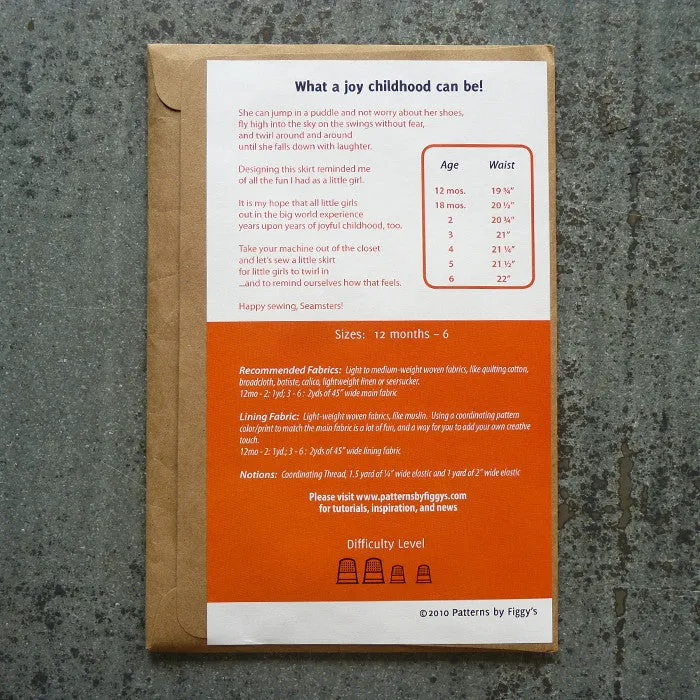 What a joy childhood can be!
She can jump in a puddle and not worry about her shoes,
fly high into the sky on the swings without fear,
and twirl around and around
until she falls down with laughter.
Designing this skirt reminded me
of all the fun I had as a little girl.
It is my hope that all little girls
out in the big world experience
years upon years of joyful childhood, too.
Take your machine out of the closet
and let's sew a little skirt
for little girls to twirl in
...and to remind ourselves how that feels.
Happy sewing, Seamsters!
Age Waist
12 mos. 19 ¾"
18 mos. 20 ½"
2 20 ¾"
3 21"
4 21 ¼"
5 21 ½"
6 22"
Sizes: 12 months – 6
Recommended Fabrics: Light to medium-weight woven fabrics, like quilting cotton,
broadcloth, batiste, calico, lightweight linen or seersucker.
12mo - 2: 1yd; 3 - 6 : 2yds of 45" wide main fabric
Lining Fabric: Light-weight woven fabrics, like muslin. Using a coordinating pattern
color/print to match the main fabric is a lot of fun, and a way for you to add your own creative
touch.
12mo - 2: 1yd.; 3 - 6 : 2yds of 45" wide lining fabric
Notions: Coordinating Thread, 1.5 yard of ¼" wide elastic and 1 yard of 2" wide elastic
Please visit www.patternsbyfiggys.com
for tutorials, inspiration, and news
Difficulty Level
©2010 Patterns by Figgy's